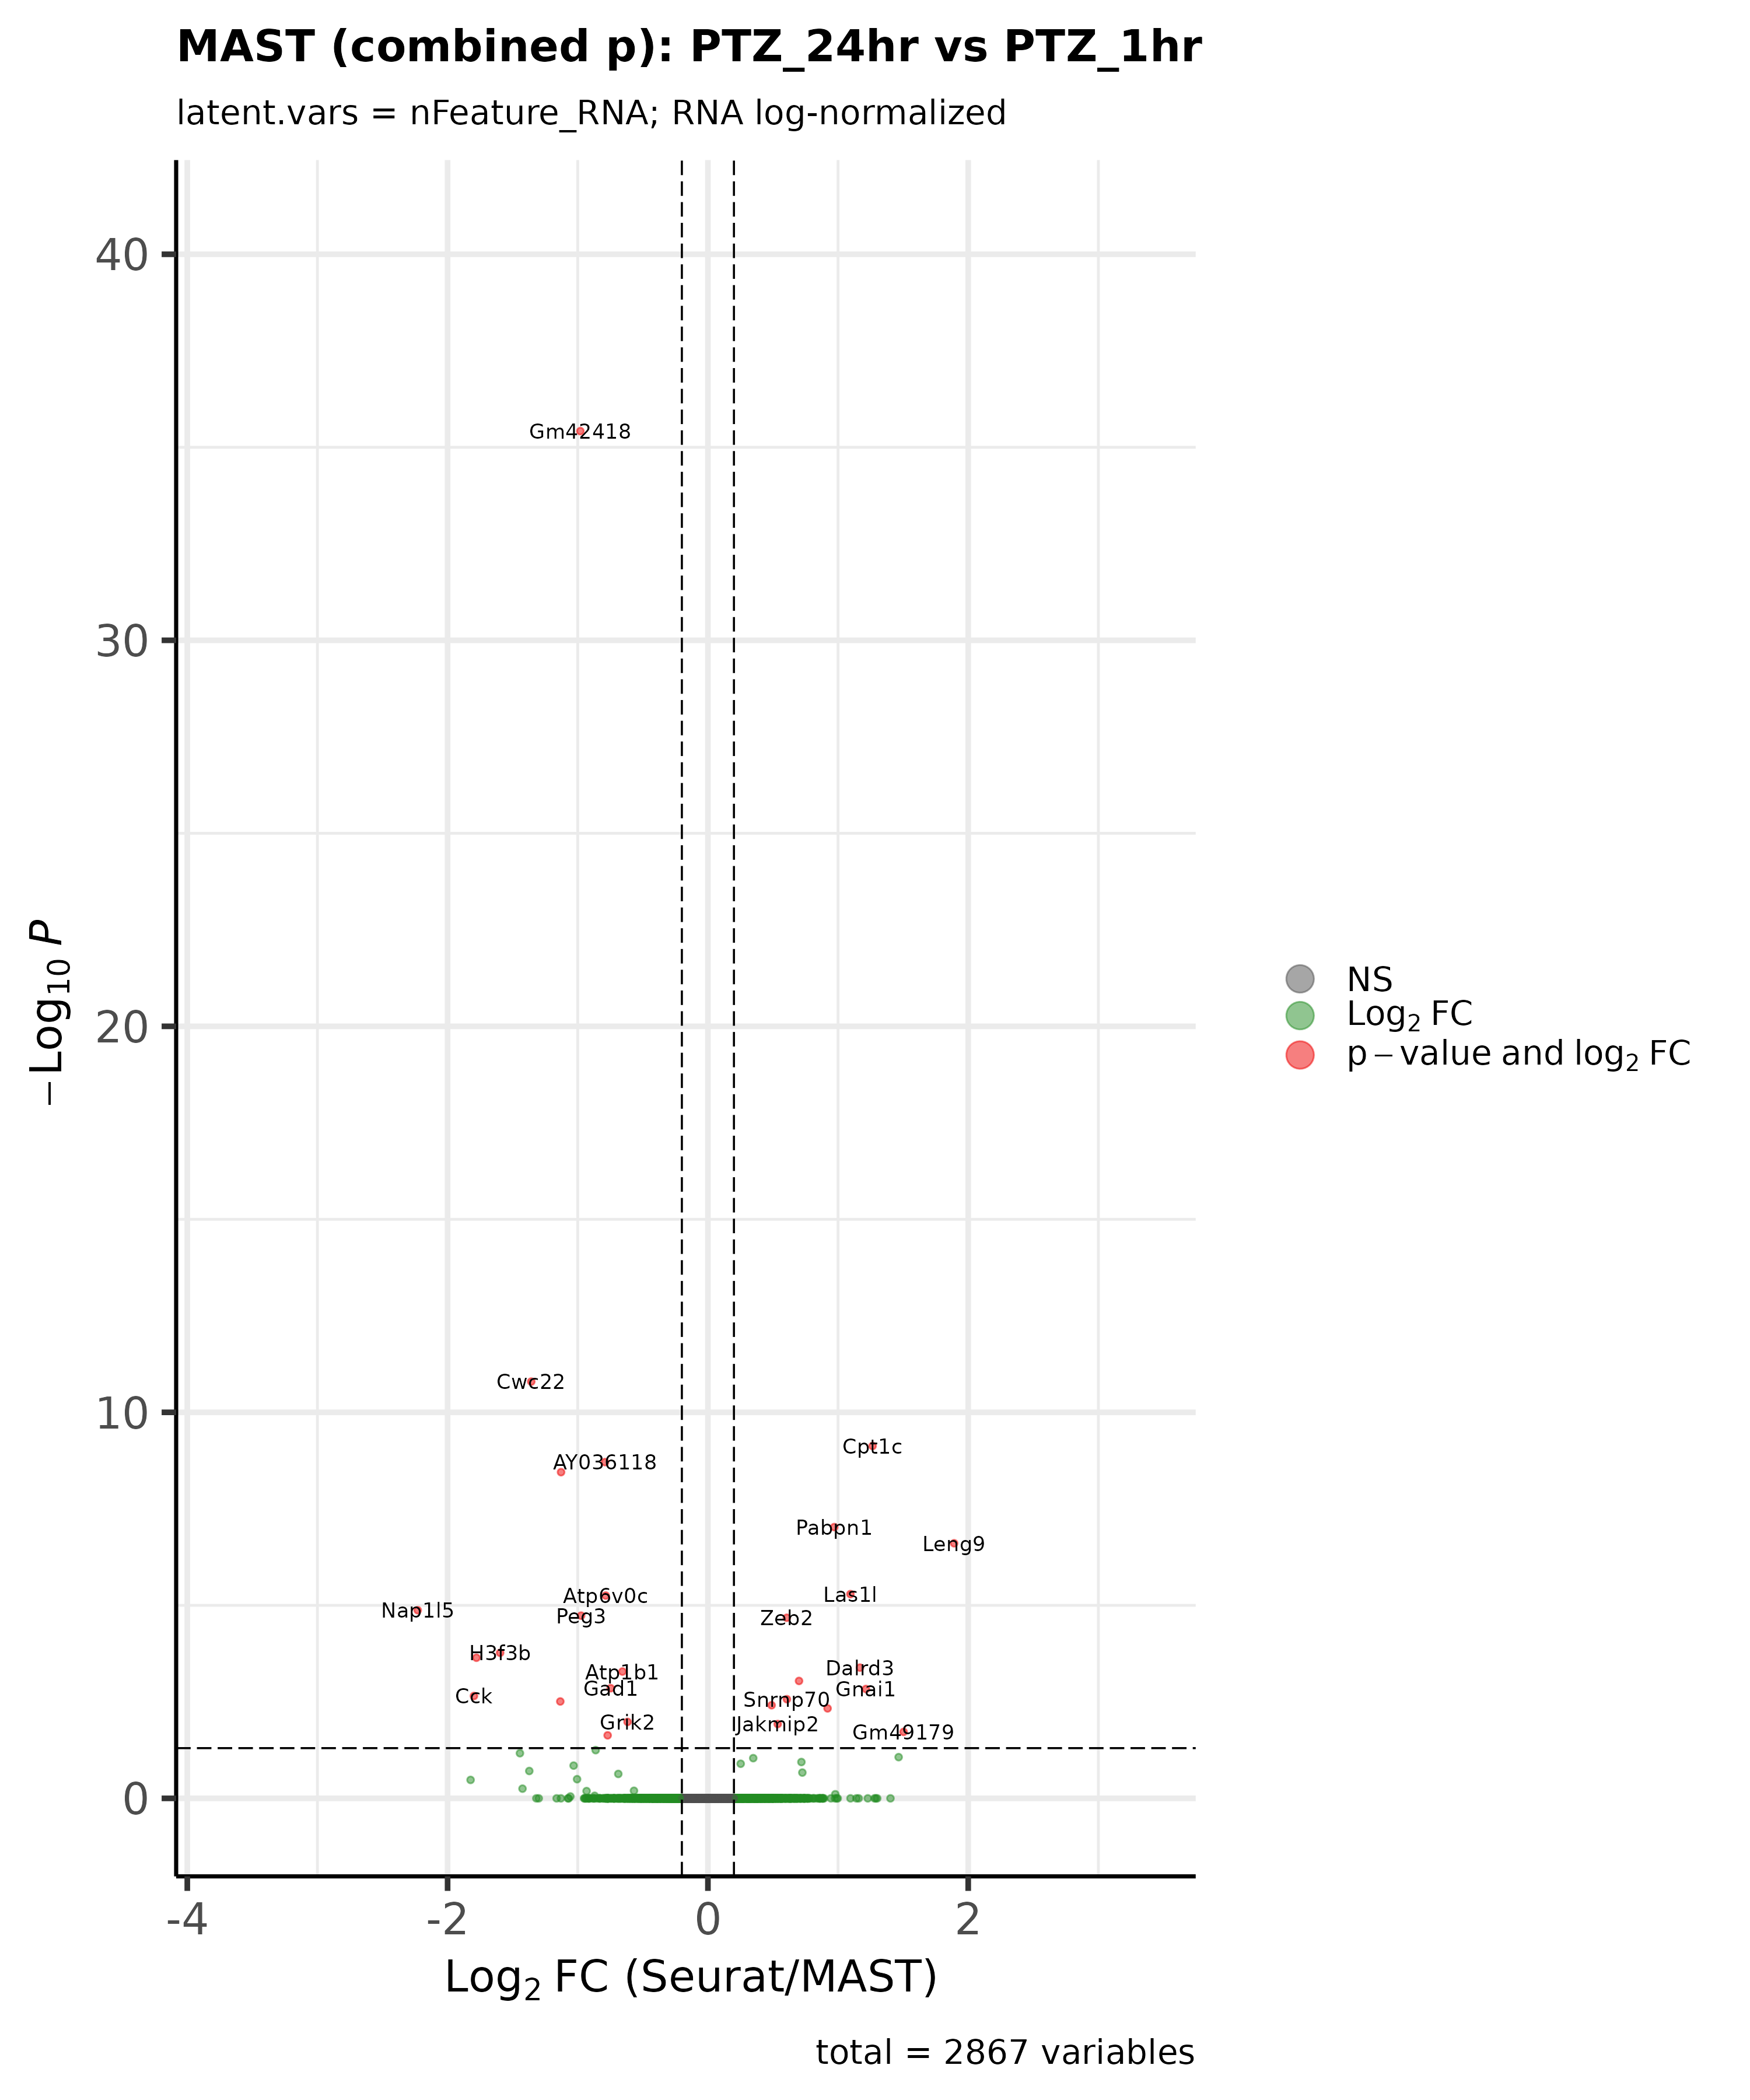 MAST (combined p): PTZ_24hr vs PTZ_1hr
latent.vars = nFeature_RNA; RNA log-normalized
−Log10 P
40
30
20
10
0
Gm42418
Cwc22
Cpt1c
AY036118
Pabpn1
Leng9
Atp6v0c
Las1l
Nap1l5
Peg3
Zeb2
H3f3b
Atp1b1
Dalrd3
Gad1
Gnai1
Cck
Snrnp70
Grik2
Jakmip2
Gm49179
-4
-2
0
2
Log2 FC (Seurat/MAST)
NS
Log2 FC
p − value and log2 FC
total = 2867 variables